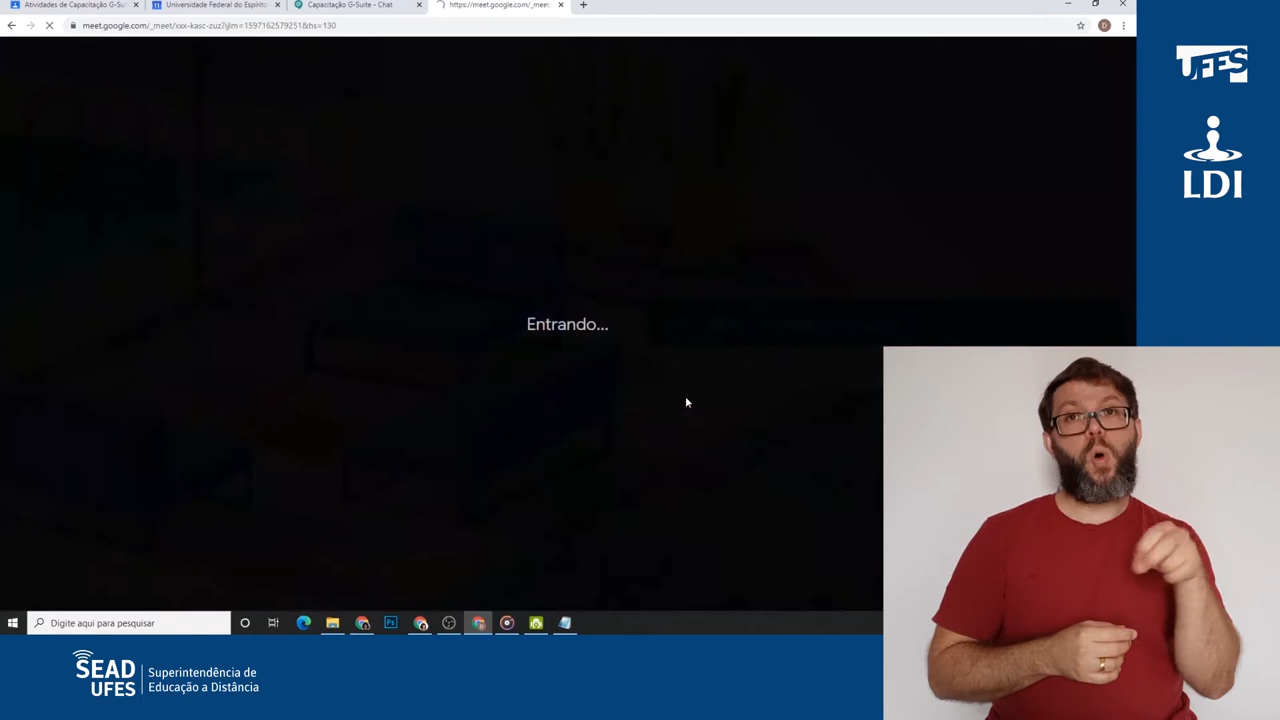 Atividades de Capacitação G-Sui
Universidade Federal do Espírito
Capacitação G-Suite - Chat
https://meet.google.com/_meet
meet.google.com/_meet/xxx-kasc-zuz?ijlm=1597162579251&hs=130
D
UFES
LDI
Entrando...
Digite aqui para pesquisar
Ps
SEAD
UFES
Superintendência de
Educação a Distância